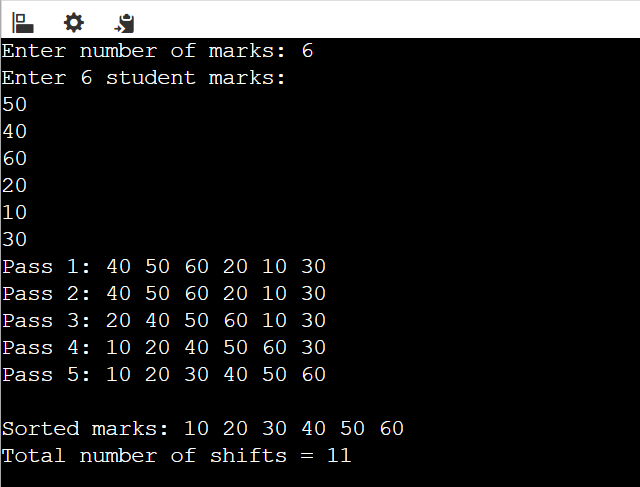 Enter number of marks: 6
Enter 6 student marks:
50
40
60
20
10
30
Pass 1: 40 50 60 20 10 30
Pass 2: 40 50 60 20 10 30
Pass 3: 20 40 50 60 10 30
Pass 4: 10 20 40 50 60 30
Pass 5: 10 20 30 40 50 60
Sorted marks: 10 20 30 40 50 60
Total number of shifts = 11